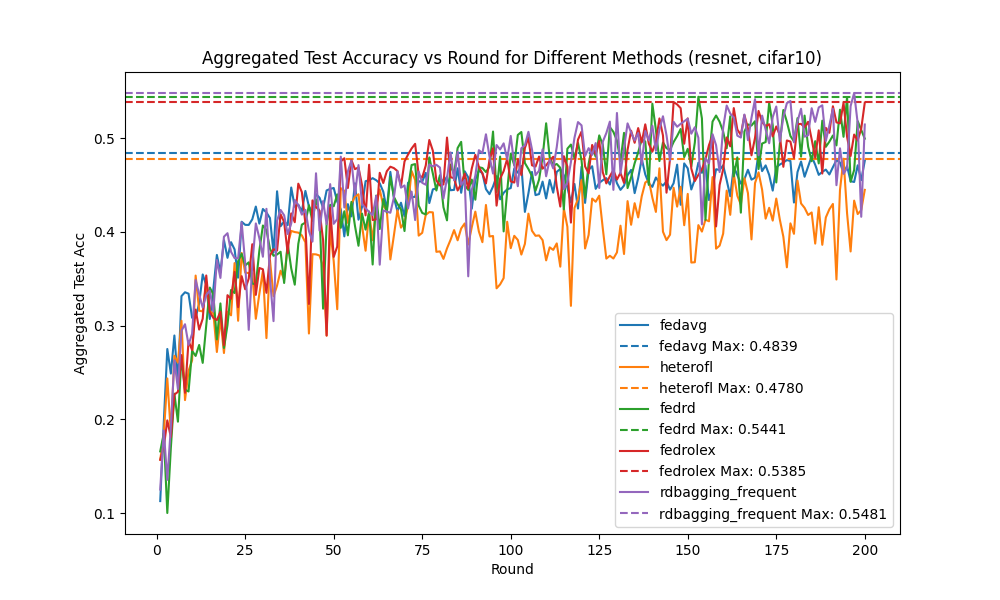 Aggregated Test Accuracy vs Round for Different Methods (resnet, cifar10)
Aggregated Test Acc
0.5
0.4
0.3
0.2
0.1
fedavg
fedavg Max: 0.4839
heterofl
heterofl Max: 0.4780
fedrd
fedrd Max: 0.5441
fedrolex
fedrolex Max: 0.5385
rdbagging_frequent
rdbagging_frequent Max: 0.5481
0 25 50 75 100 125 150 175 200
Round